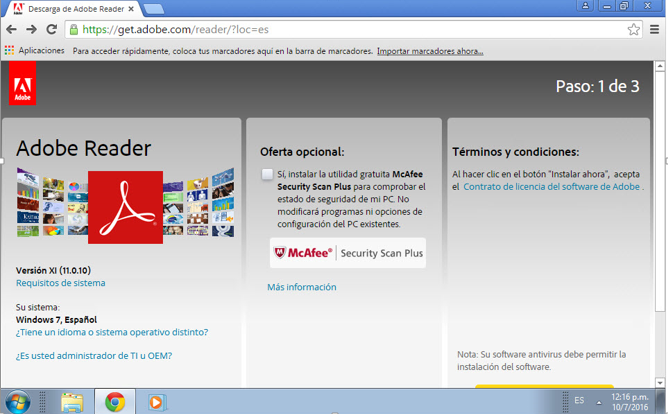 Descarga de Adobe Reader
https://get.adobe.com/reader/?loc=es
Aplicaciones
Para acceder rápidamente, coloca tus marcadores aquí en la barra de marcadores. Importar marcadores ahora...
Adobe
Paso: 1 de 3
Adobe Reader
Versión XI (11.0.10)
Requisitos de sistema
Su sistema:
Windows 7, Español
¿Tiene un idioma o sistema operativo distinto?
¿Es usted administrador de TI u OEM?
Oferta opcional:
Sí, instalar la utilidad gratuita McAfee
Security Scan Plus para comprobar el
estado de seguridad de mi PC. No
modificará programas ni opciones de
configuración del PC existentes.
McAfee® | Security Scan Plus
Más información
Términos y condiciones:
Al hacer clic en el botón "Instalar ahora", acepta
el Contrato de licencia del software de Adobe .
Nota: Su software antivirus debe permitir la
instalación del software.
ES
12:16 p.m.
10/7/2016